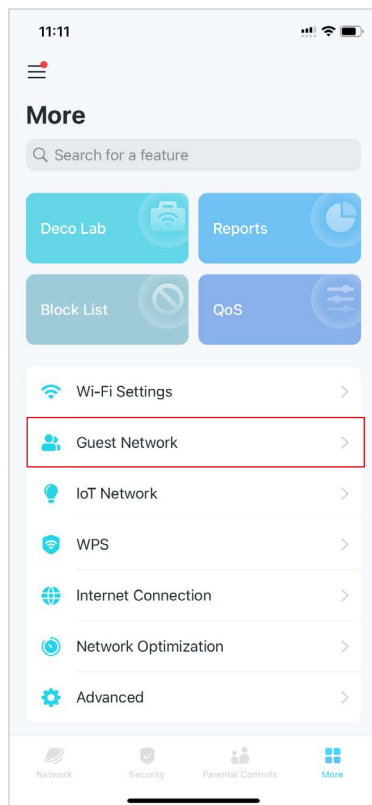 11:11
More
Search for a feature
Deco Lab
Reports
Block List
QoS
Wi-Fi Settings
Guest Network
IoT Network
WPS
Internet Connection
Network Optimization
Advanced
Network Security Parental Controls More